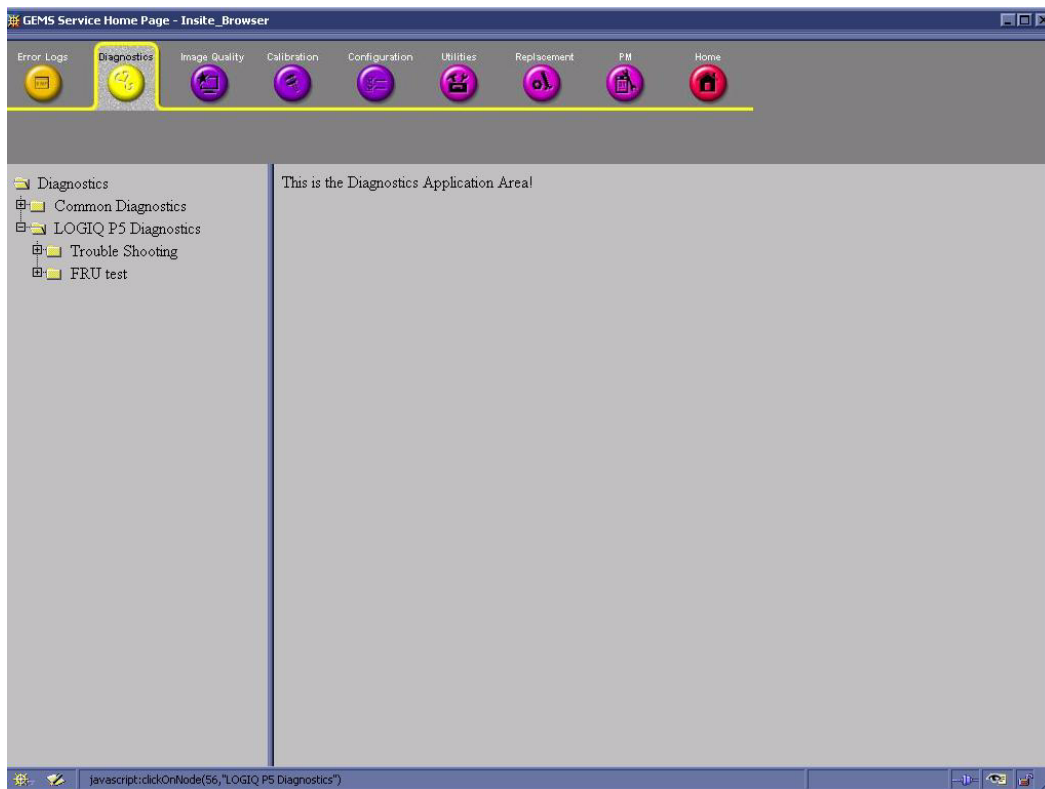 GEMS Service Home Page - Insite_Browser
Error Logs Diagnostics Image Quality Calibration Configuration Utilities Replacement PM Home
Diagnostics
Common Diagnostics
LOGIQ P5 Diagnostics
Trouble Shooting
FRU test
This is the Diagnostics Application Area!
javascript:clickOnNode(56,"LOGIQ P5 Diagnostics")